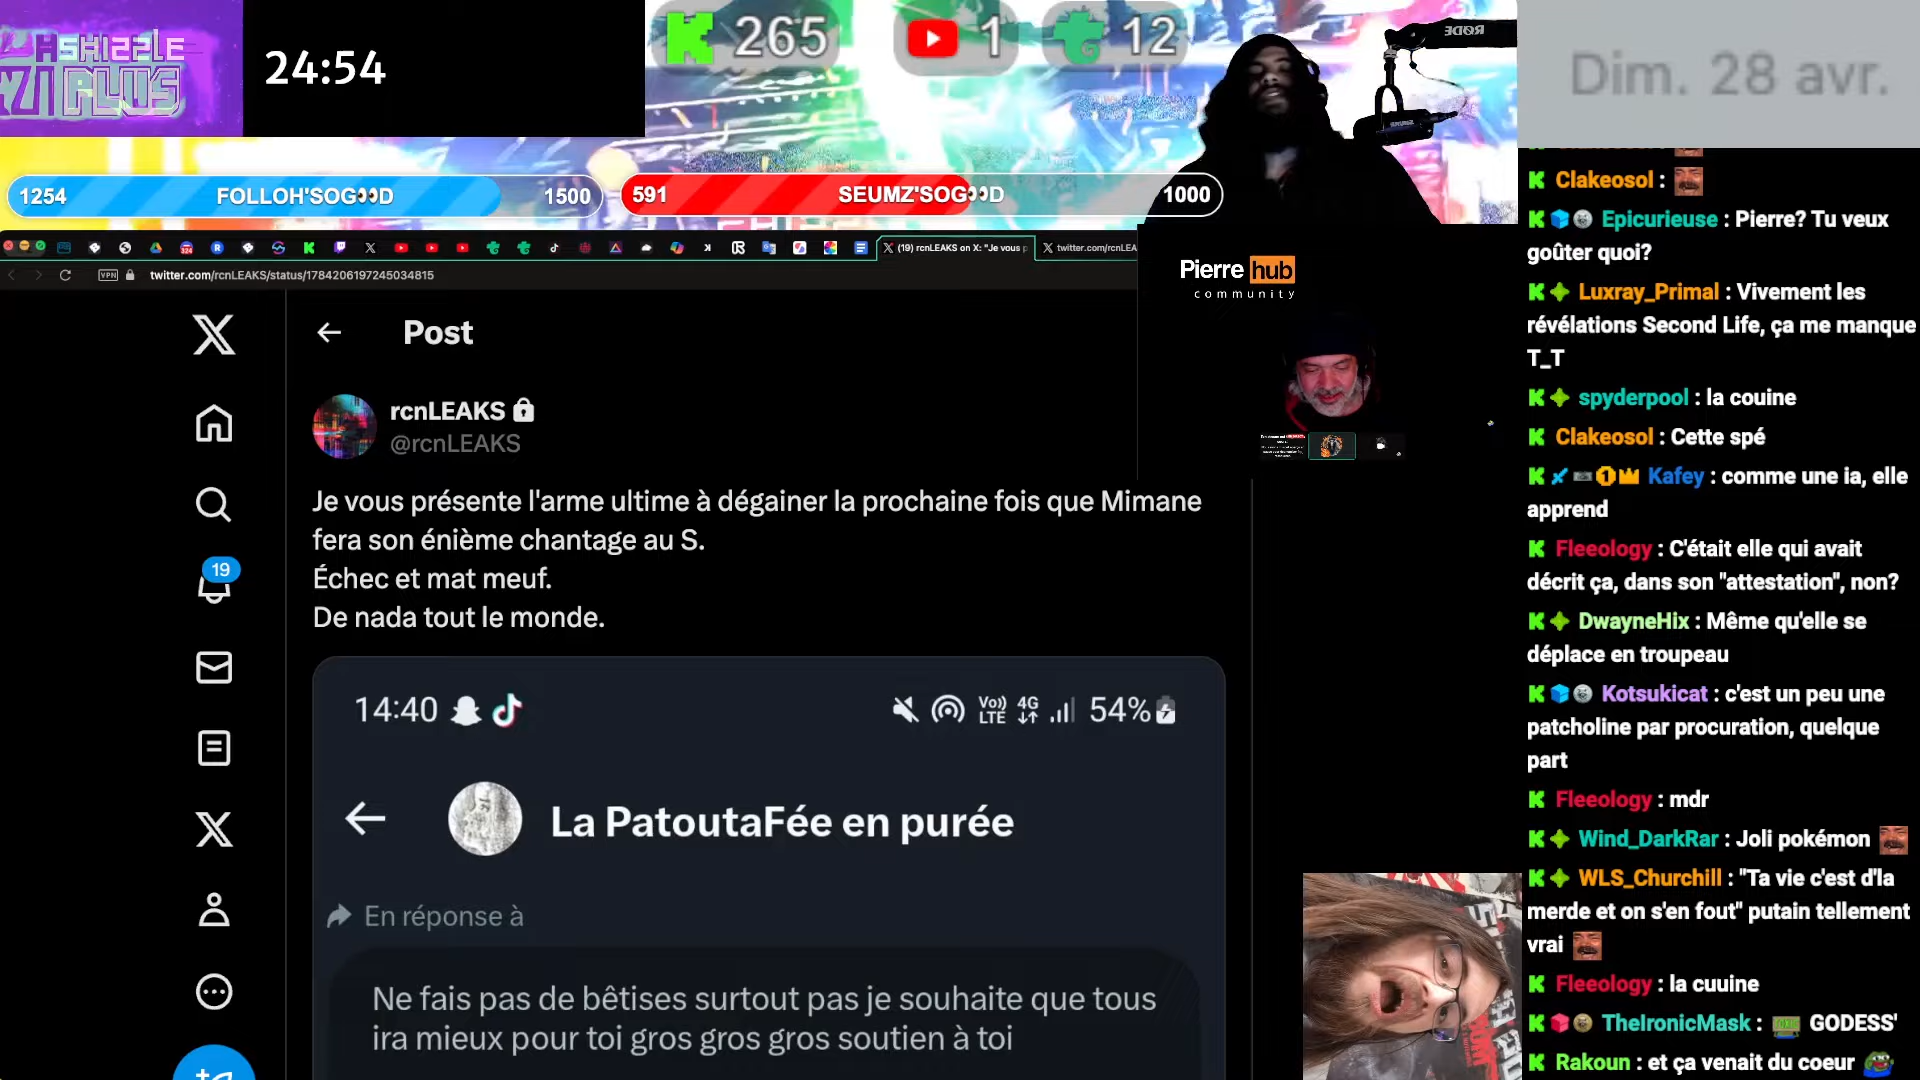 ASHIZZLE
PLUS
24:54
265
1
12
RØDE
Dim. 28 avr.
1254 FOLLOH'SOG👀D 1500
591 SEUMZ'SOG👀D 1000
(19) rcnLEAKS on X: "Je vous p
twitter.com/rcnLEA
VPN twitter.com/rcnLEAKS/status/1784206197245034815
Pierre hub
community
Post
rcnLEAKS
@rcnLEAKS
19
Je vous présente l'arme ultime à dégainer la prochaine fois que Mimane
fera son énième chantage au S.
Échec et mat meuf.
De nada tout le monde.
14:40
Vo)) LTE 4G 54%
La PatoutaFée en purée
En réponse à
Ne fais pas de bêtises surtout pas je souhaite que tous
ira mieux pour toi gros gros gros soutien à toi
Clakeosol :
Epicurieuse : Pierre? Tu veux
goûter quoi?
Luxray_Primal : Vivement les
révélations Second Life, ça me manque
T_T
spyderpool : la couine
Clakeosol : Cette spé
Kafey : comme une ia, elle
apprend
Fleeology : C'était elle qui avait
décrit ça, dans son "attestation", non?
DwayneHix : Même qu'elle se
déplace en troupeau
Kotsukicat : c'est un peu une
patcholine par procuration, quelque
part
Fleeology : mdr
Wind_DarkRar : Joli pokémon
WLS_Churchill : "Ta vie c'est d'la
merde et on s'en fout" putain tellement
vrai
Fleeology : la cuuine
TheIronicMask : GODESS'
Rakoun : et ça venait du coeur